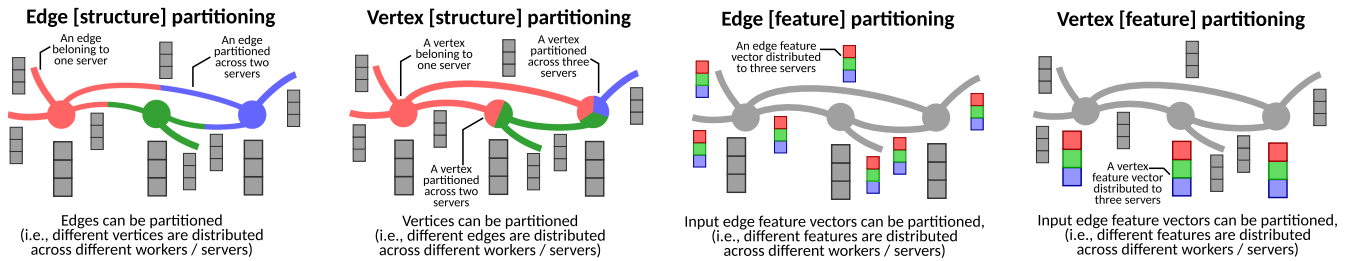 Edge [structure] partitioning
An edge
beloning to
one server
An edge
partitioned
across two
servers
Edges can be partitioned
(i.e., different vertices are distributed
across different workers / servers)
Vertex [structure] partitioning
A vertex
beloning to
one server
A vertex
partitioned
across three
servers
A vertex
partitioned
across two
servers
Vertices can be partitioned
(i.e., different edges are distributed
across different workers / servers)
Edge [feature] partitioning
An edge feature
vector distributed
to three servers
Input edge feature vectors can be partitioned,
(i.e., different features are distributed
across different workers / servers)
Vertex [feature] partitioning
A vertex
feature vector
distributed to
three servers
Input edge feature vectors can be partitioned,
(i.e., different features are distributed
across different workers / servers)